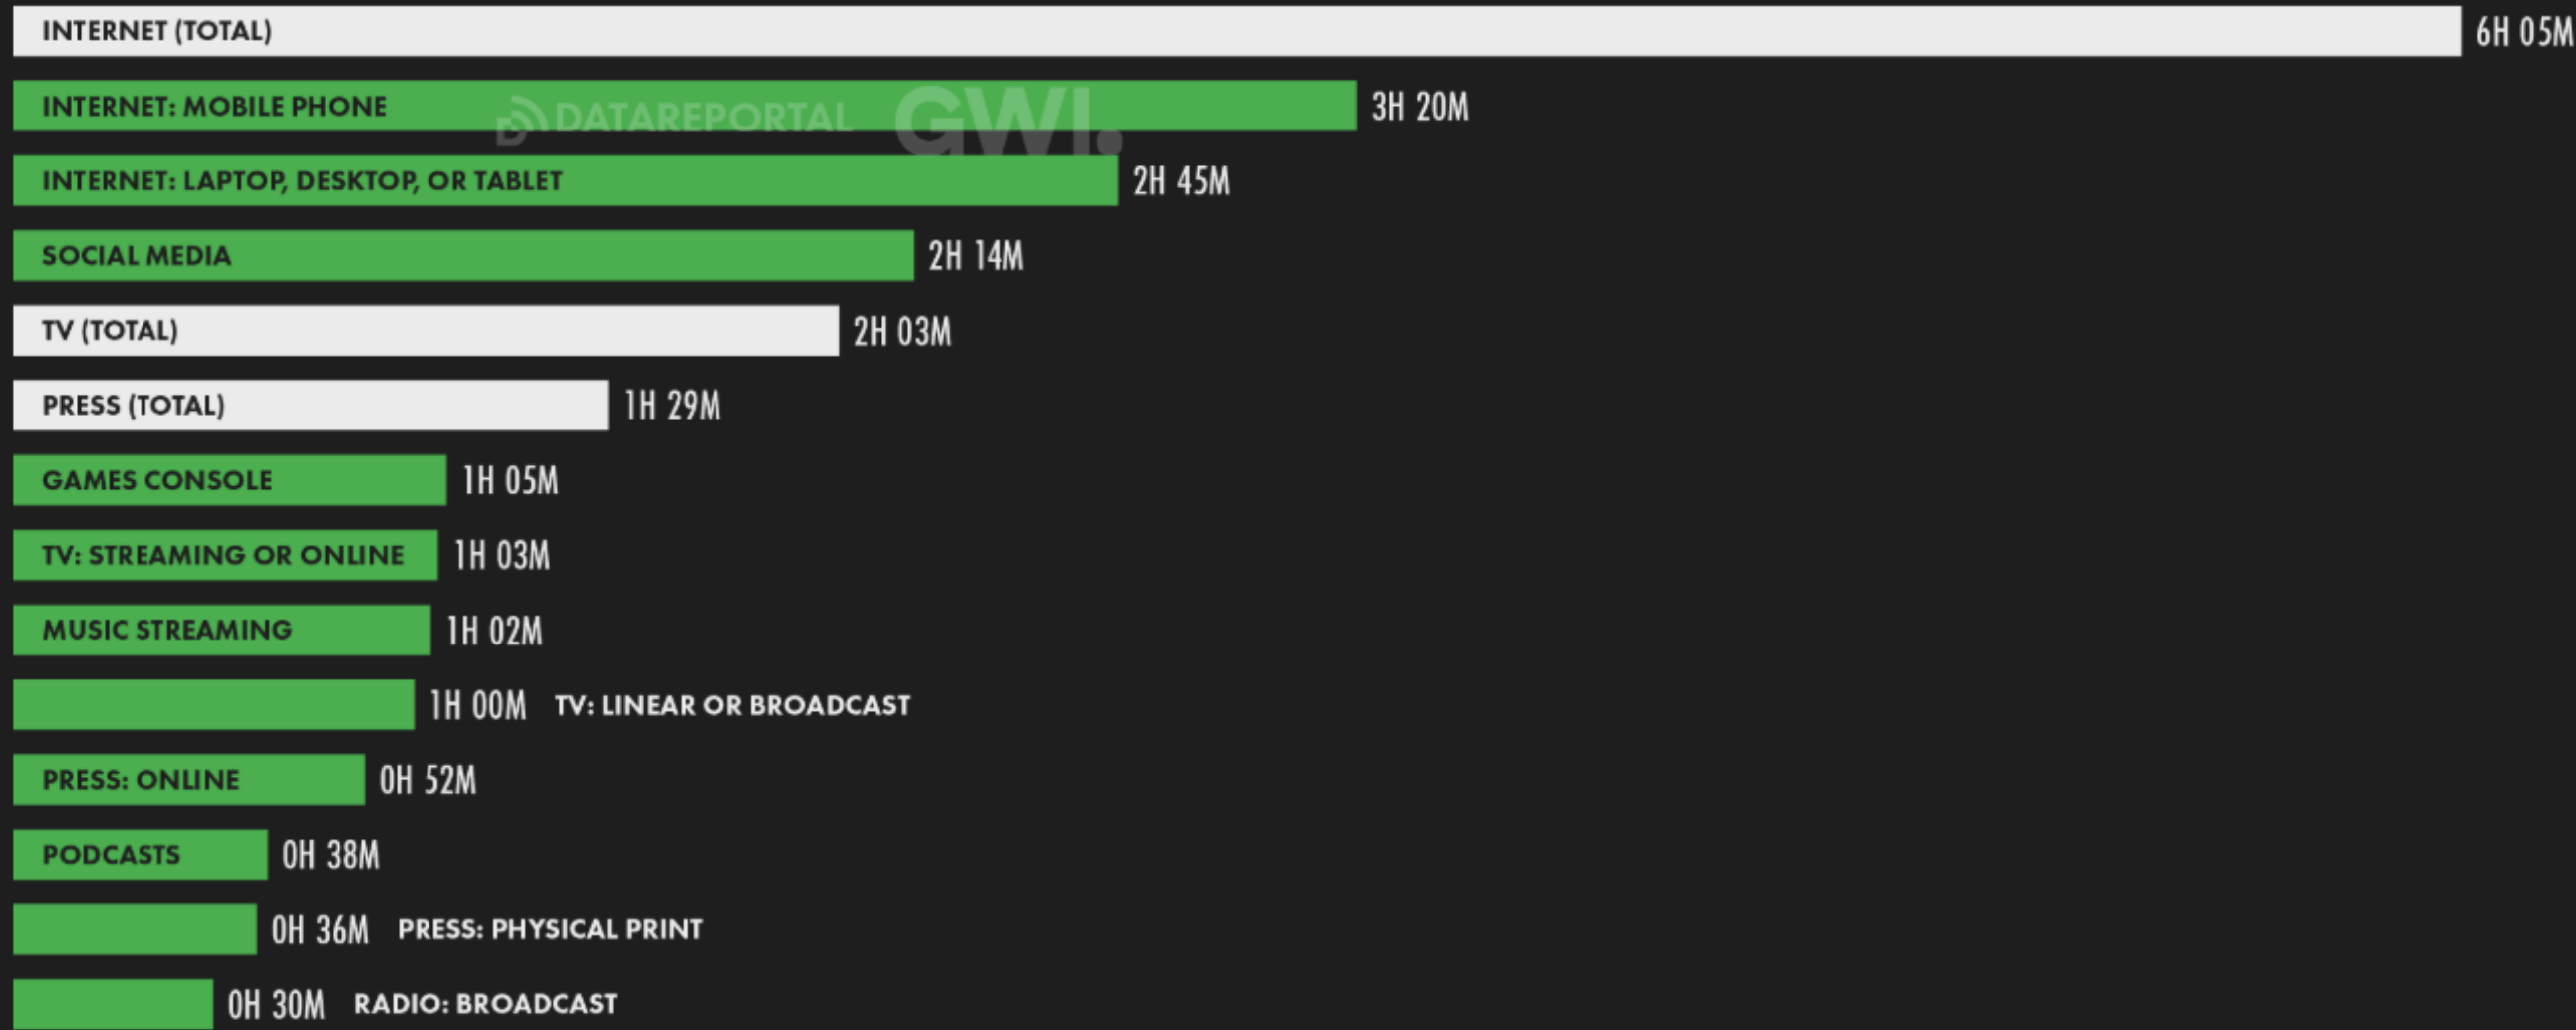 INTERNET (TOTAL) 6H 05M
INTERNET: MOBILE PHONE 3H 20M
DATAREPORTAL GWI.
INTERNET: LAPTOP, DESKTOP, OR TABLET 2H 45M
SOCIAL MEDIA 2H 14M
TV (TOTAL) 2H 03M
PRESS (TOTAL) 1H 29M
GAMES CONSOLE 1H 05M
TV: STREAMING OR ONLINE 1H 03M
MUSIC STREAMING 1H 02M
1H 00M TV: LINEAR OR BROADCAST
PRESS: ONLINE 0H 52M
PODCASTS 0H 38M
0H 36M PRESS: PHYSICAL PRINT
0H 30M RADIO: BROADCAST